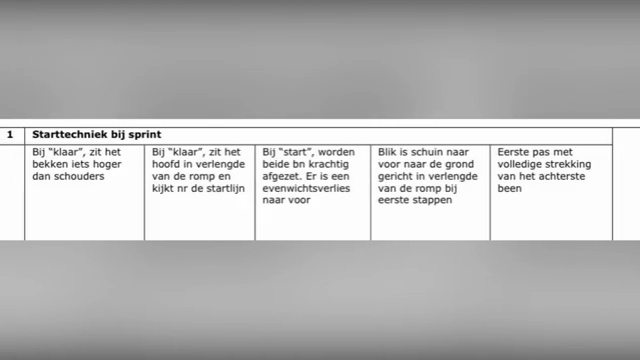 1 Starttechniek bij sprint
Bij “klaar”, zit het
bekken iets hoger
dan schouders
Bij “klaar”, zit het
hoofd in verlengde
van de romp en
kijkt nr de startlijn
Bij “start”, worden
beide bn krachtig
afgezet. Er is een
evenwichtsverlies
naar voor
Blik is schuin naar
voor naar de grond
gericht in verlengde
van de romp bij
eerste stappen
Eerste pas met
volledige strekking
van het achterste
been